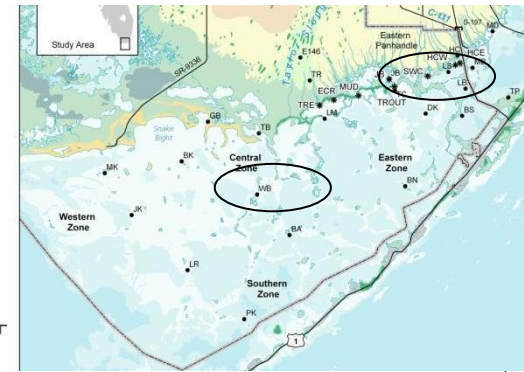 Study Area
SR-9336
Taylor Slough
E146
TR
TRE
ECR
MUD
LM
TROUT
Eastern
Panhandle
C-111
S-197
MD
HCW
HCE
SWC
JB
LB
BS
DK
TP
GB
TB
Snake
Bight
MK
BK
Central
Zone
WB
Eastern
Zone
BN
Western
Zone
JK
BA
LR
Southern
Zone
PK
1